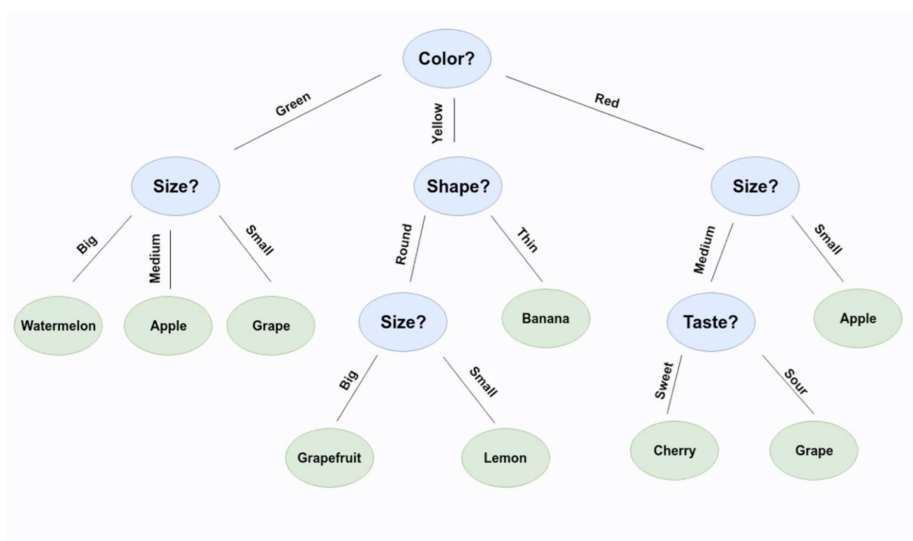 Color?
Green
Yellow
Red
Size?
Shape?
Size?
Big
Medium
Small
Round
Thin
Medium
Small
Watermelon
Apple
Grape
Size?
Banana
Taste?
Apple
Big
Small
Sweet
Sour
Grapefruit
Lemon
Cherry
Grape